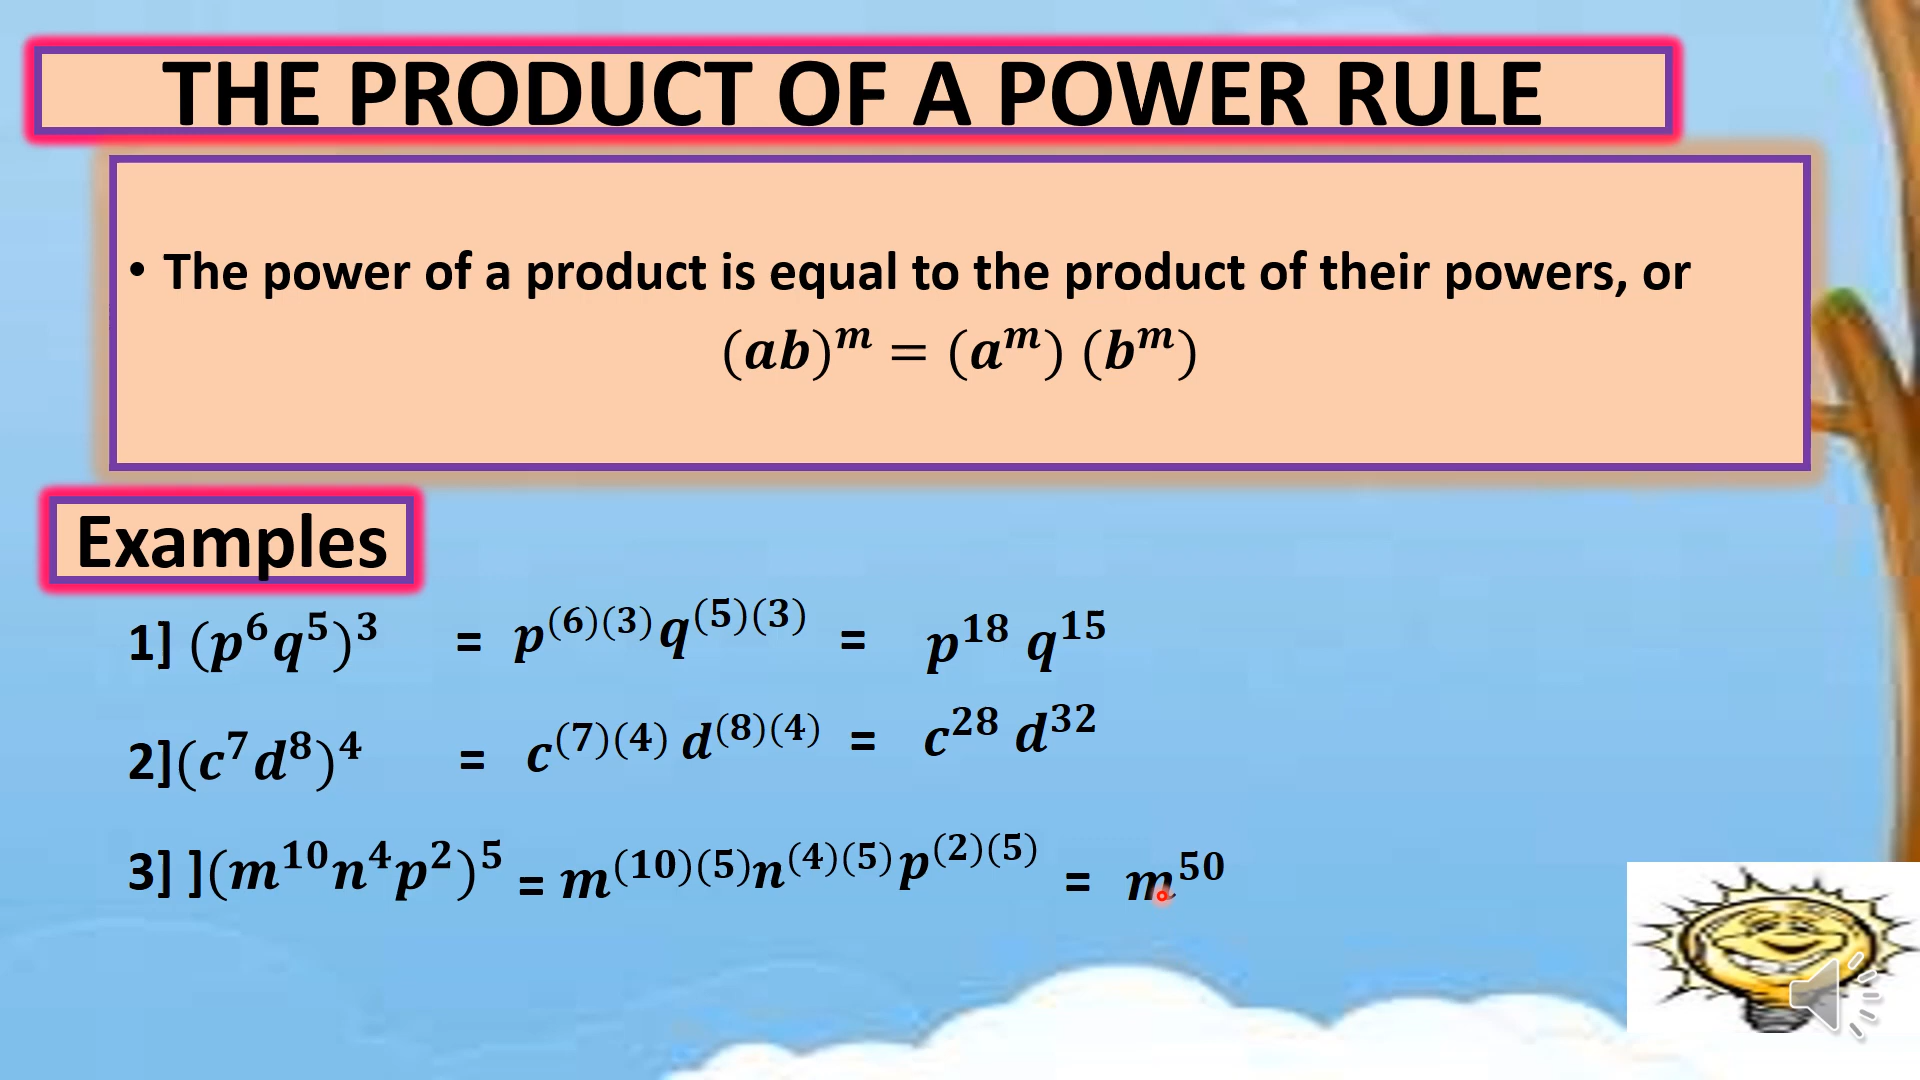 THE PRODUCT OF A POWER RULE
• The power of a product is equal to the product of their powers, or
(ab)^m = (a^m) (b^m)
Examples
1] (p^6q^5)^3 = p^(6)(3)q^(5)(3) = p^18 q^15
2](c^7d^8)^4 = c^(7)(4) d^(8)(4) = c^28 d^32
3] ](m^10n^4p^2)^5 = m^(10)(5)n^(4)(5)p^(2)(5) = m^50